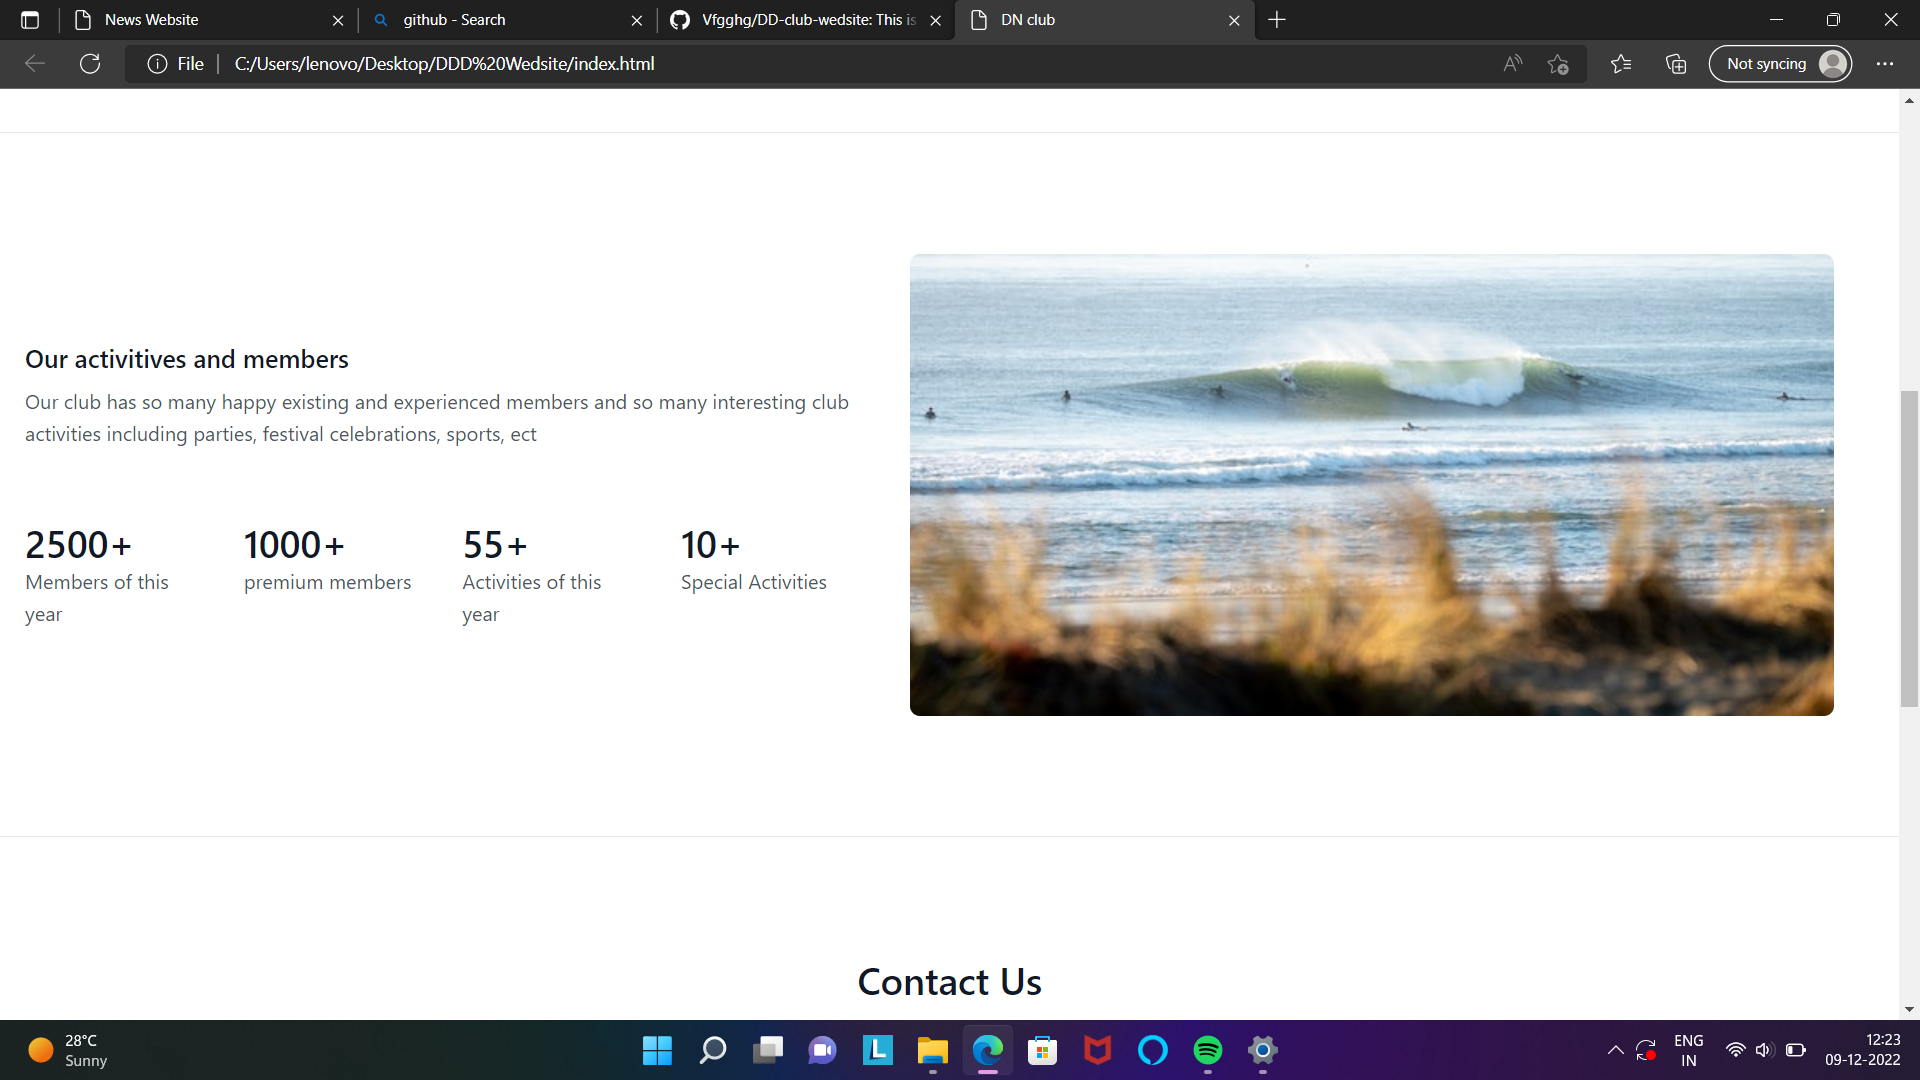 News Website
github - Search
Vfgghg/DD-club-wedsite: This is
DN club
File
C:/Users/lenovo/Desktop/DDD%20Wedsite/index.html
Not syncing
Our activitives and members
Our club has so many happy existing and experienced members and so many interesting club
activities including parties, festival celebrations, sports, ect
2500+
Members of this
year
1000+
premium members
55+
Activities of this
year
10+
Special Activities
Contact Us
28°C
Sunny
L
ENG
IN
12:23
09-12-2022